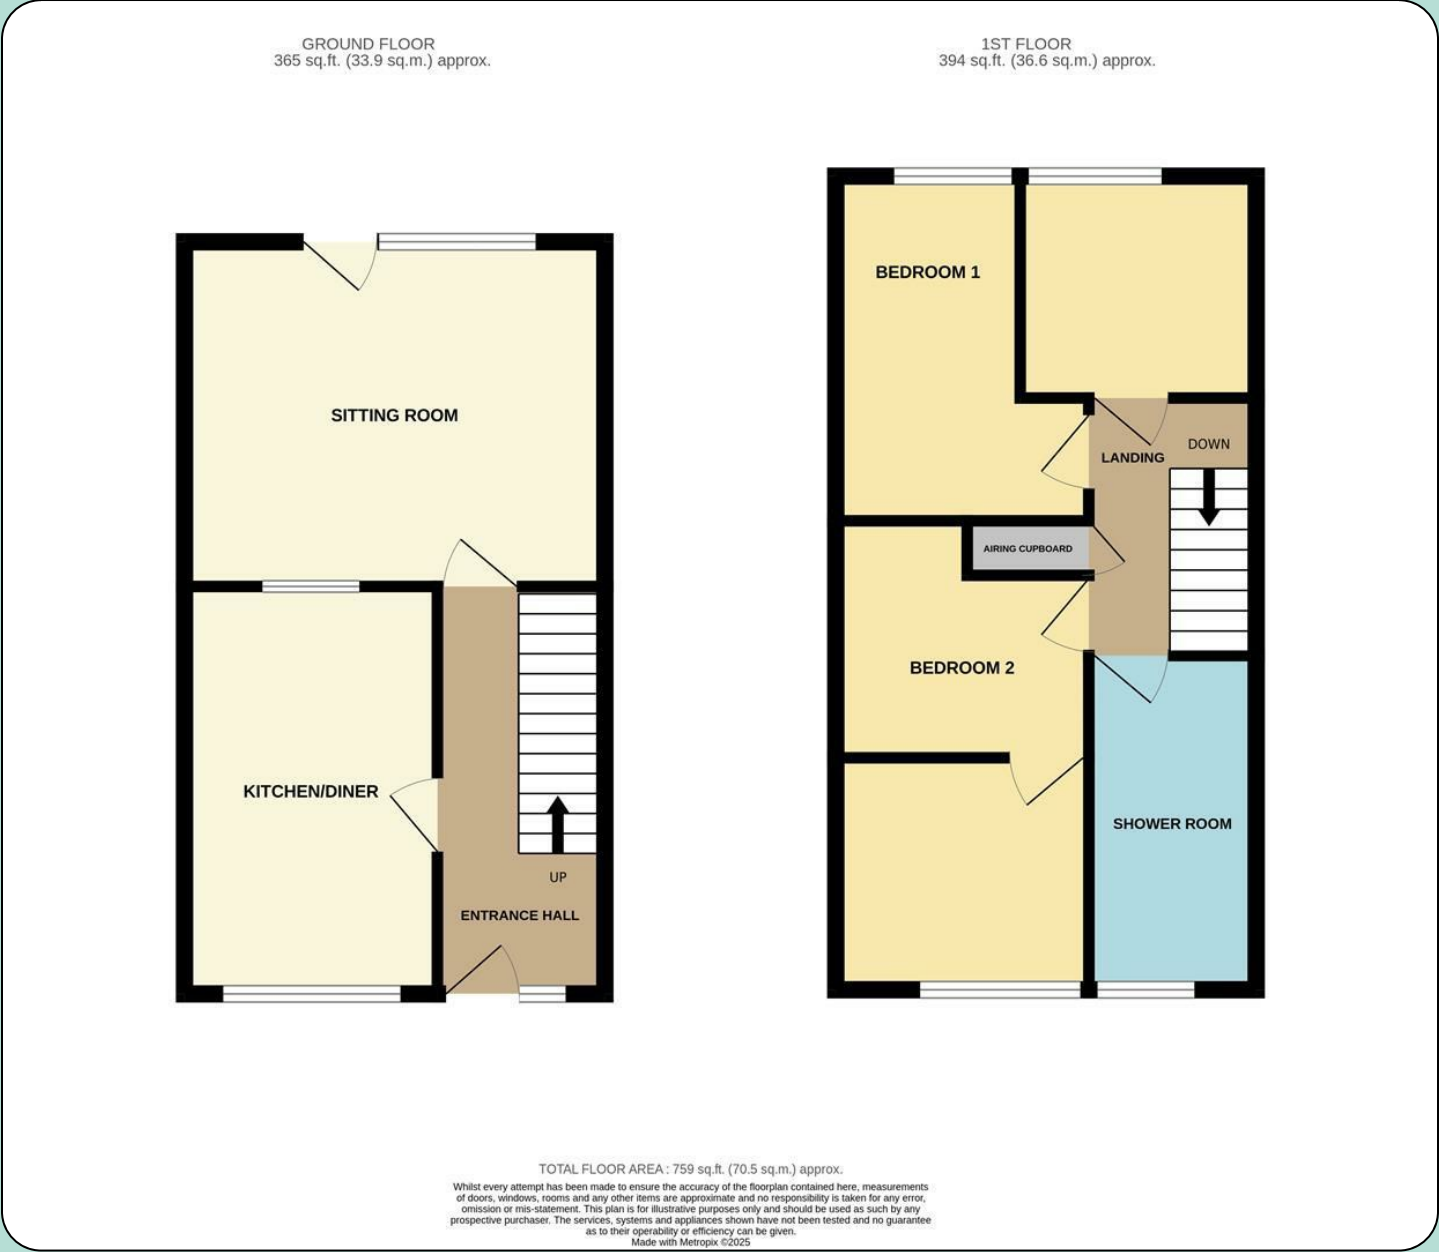 GROUND FLOOR
365 sq.ft. (33.9 sq.m.) approx.
1ST FLOOR
394 sq.ft. (36.6 sq.m.) approx.
SITTING ROOM
KITCHEN/DINER
UP
ENTRANCE HALL
BEDROOM 1
LANDING
DOWN
AIRING CUPBOARD
BEDROOM 2
SHOWER ROOM
TOTAL FLOOR AREA : 759 sq.ft. (70.5 sq.m.) approx.
Whilst every attempt has been made to ensure the accuracy of the floorplan contained here, measurements
of doors, windows, rooms and any other items are approximate and no responsibility is taken for any error,
omission or mis-statement. This plan is for illustrative purposes only and should be used as such by any
prospective purchaser. The services, systems and appliances shown have not been tested and no guarantee
as to their operability or efficiency can be given.
Made with Metropix ©2025